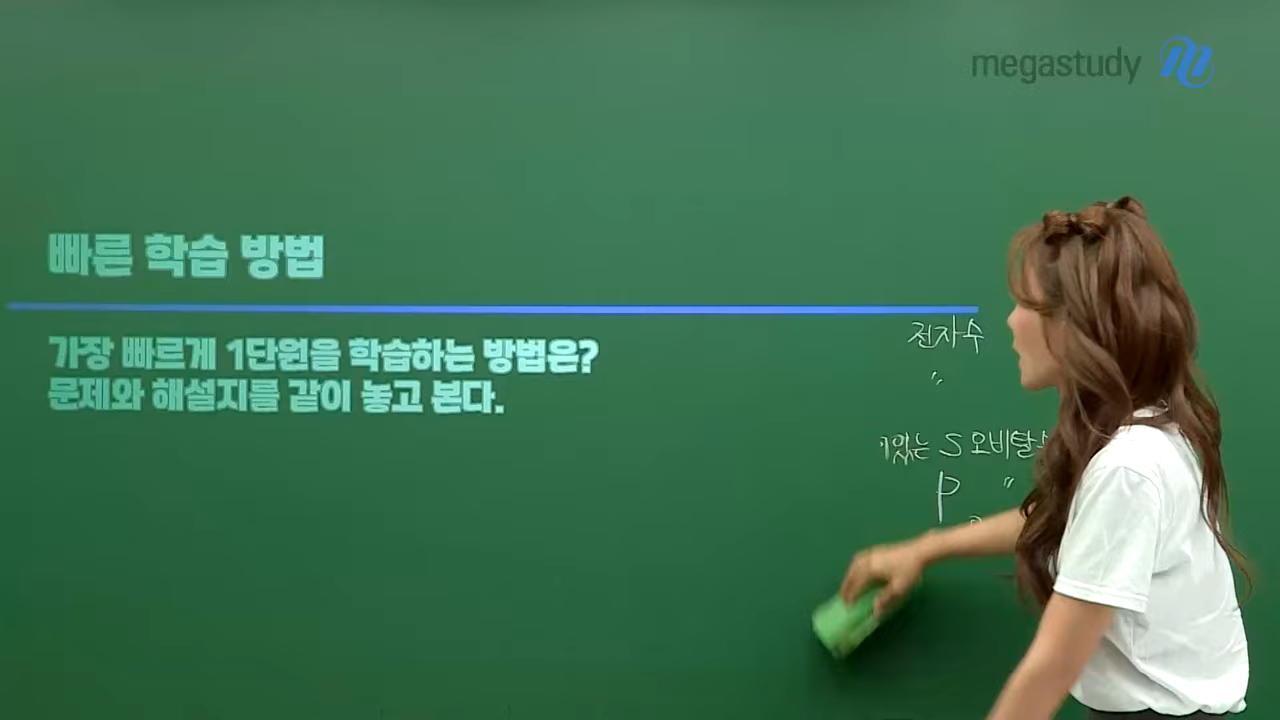 megastudy
빠른 학습 방법
가장 빠르게 1단원을 학습하는 방법은?
문제와 해설지를 같이 놓고 본다.
전자수
〃
있는 S 오비탈
P 〃